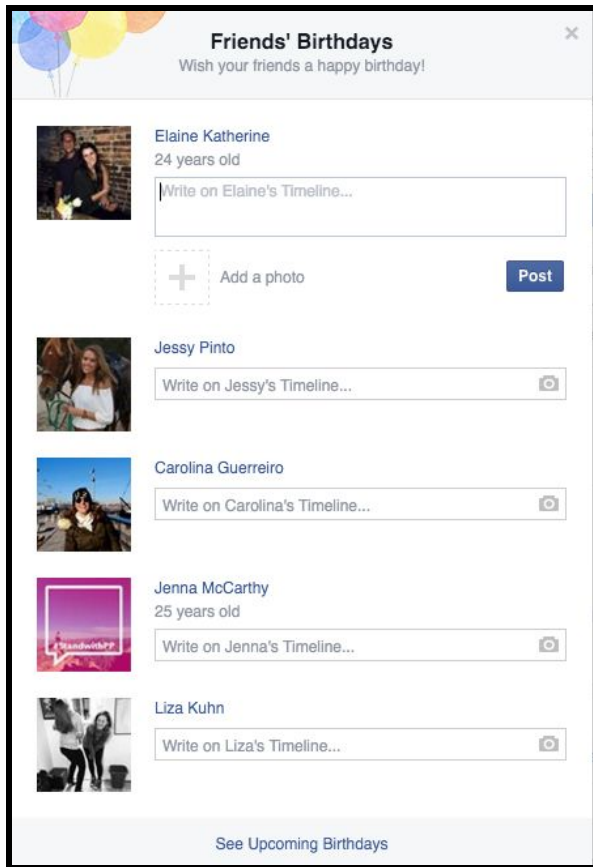 Friends' Birthdays
Wish your friends a happy birthday!
Elaine Katherine
24 years old
Write on Elaine's Timeline...
Add a photo
Post
Jessy Pinto
Write on Jessy's Timeline...
Carolina Guerreiro
Write on Carolina's Timeline...
#StandwithPP
Jenna McCarthy
25 years old
Write on Jenna's Timeline...
Liza Kuhn
Write on Liza's Timeline...
See Upcoming Birthdays